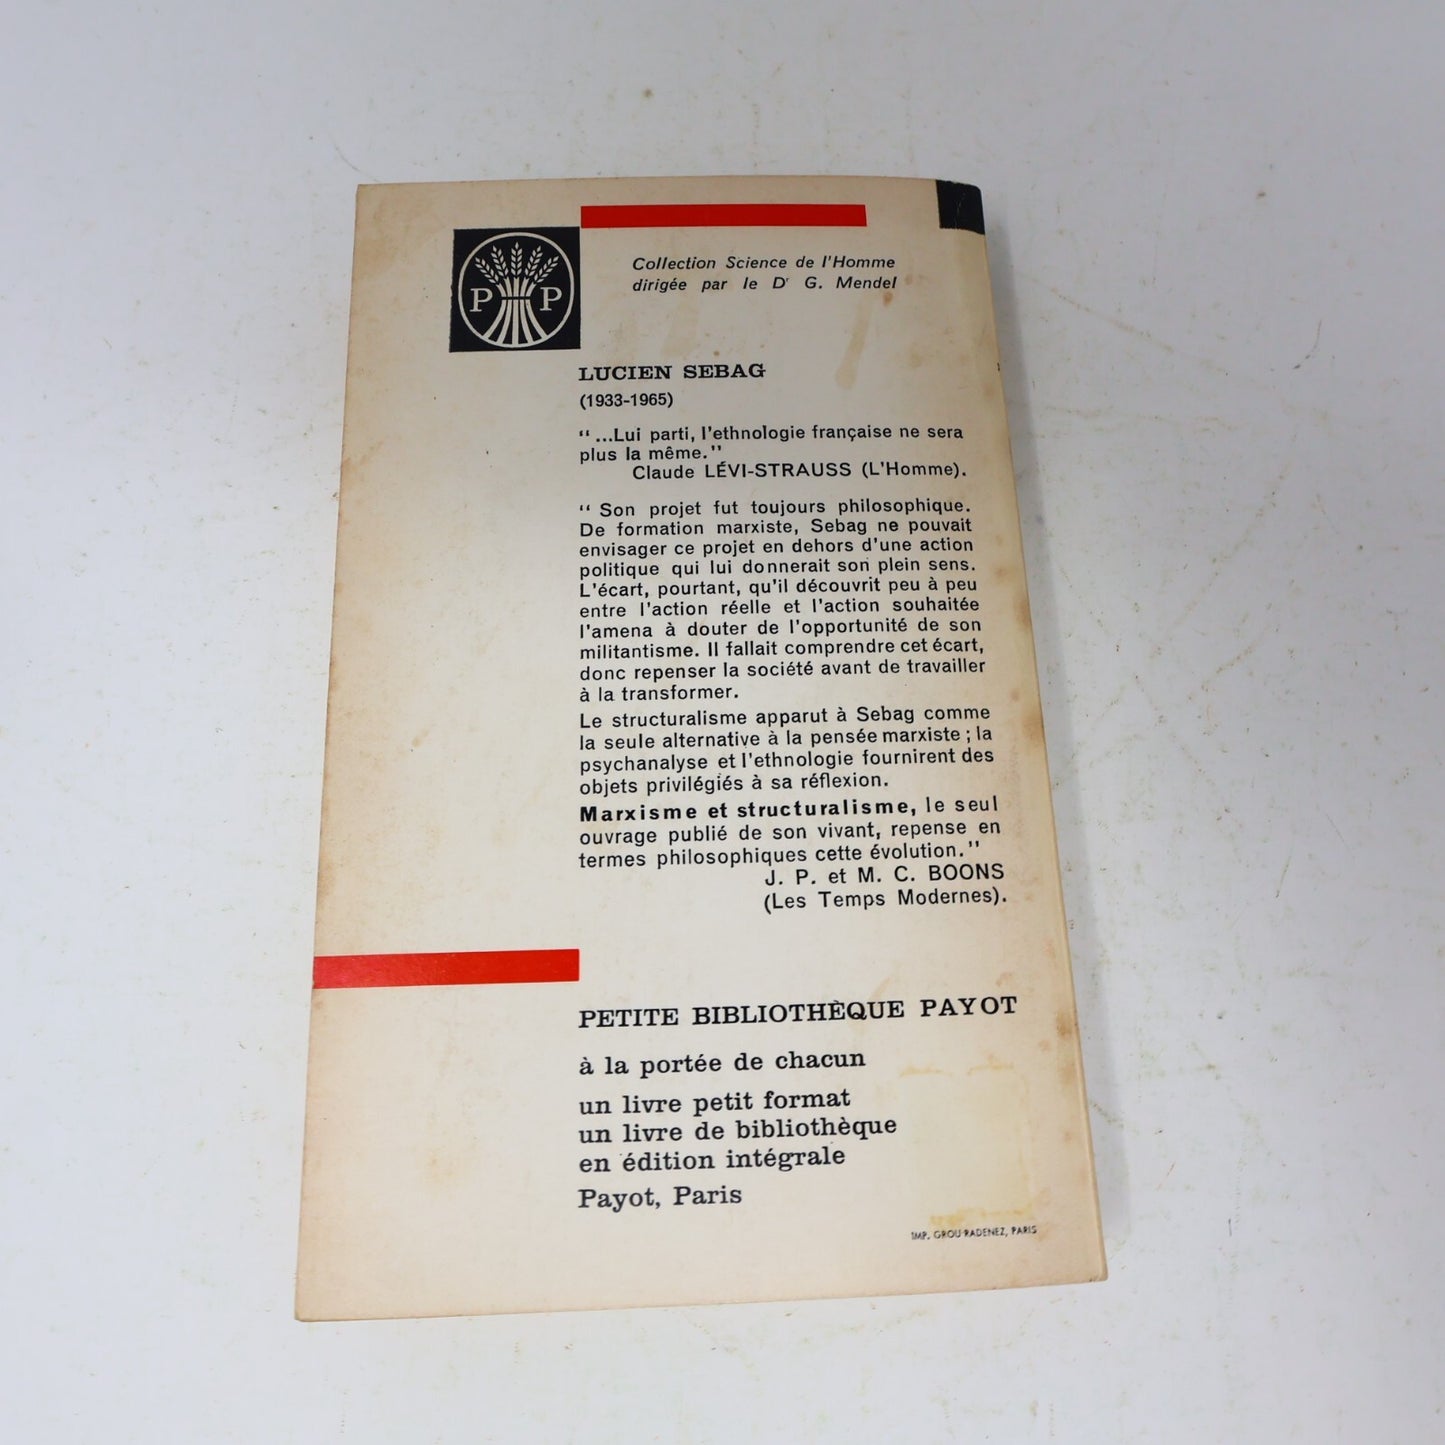 P P
Collection Science de l'Homme
dirigée par le Dr G. Mendel
LUCIEN SEBAG
(1933-1965)
“ ...Lui parti, l'ethnologie française ne sera
plus la même.”
Claude LÉVI-STRAUSS (L'Homme).
“ Son projet fut toujours philosophique.
De formation marxiste, Sebag ne pouvait
envisager ce projet en dehors d'une action
politique qui lui donnerait son plein sens.
L'écart, pourtant, qu'il découvrit peu à peu
entre l'action réelle et l'action souhaitée
l'amena à douter de l'opportunité de son
militantisme. Il fallait comprendre cet écart,
donc repenser la société avant de travailler
à la transformer.
Le structuralisme apparut à Sebag comme
la seule alternative à la pensée marxiste ; la
psychanalyse et l'ethnologie fournirent des
objets privilégiés à sa réflexion.
Marxisme et structuralisme, le seul
ouvrage publié de son vivant, repense en
termes philosophiques cette évolution.”
J. P. et M. C. BOONS
(Les Temps Modernes).
PETITE BIBLIOTHÈQUE PAYOT
à la portée de chacun
un livre petit format
un livre de bibliothèque
en édition intégrale
Payot, Paris
IMP. GROU-RADENEZ, PARIS